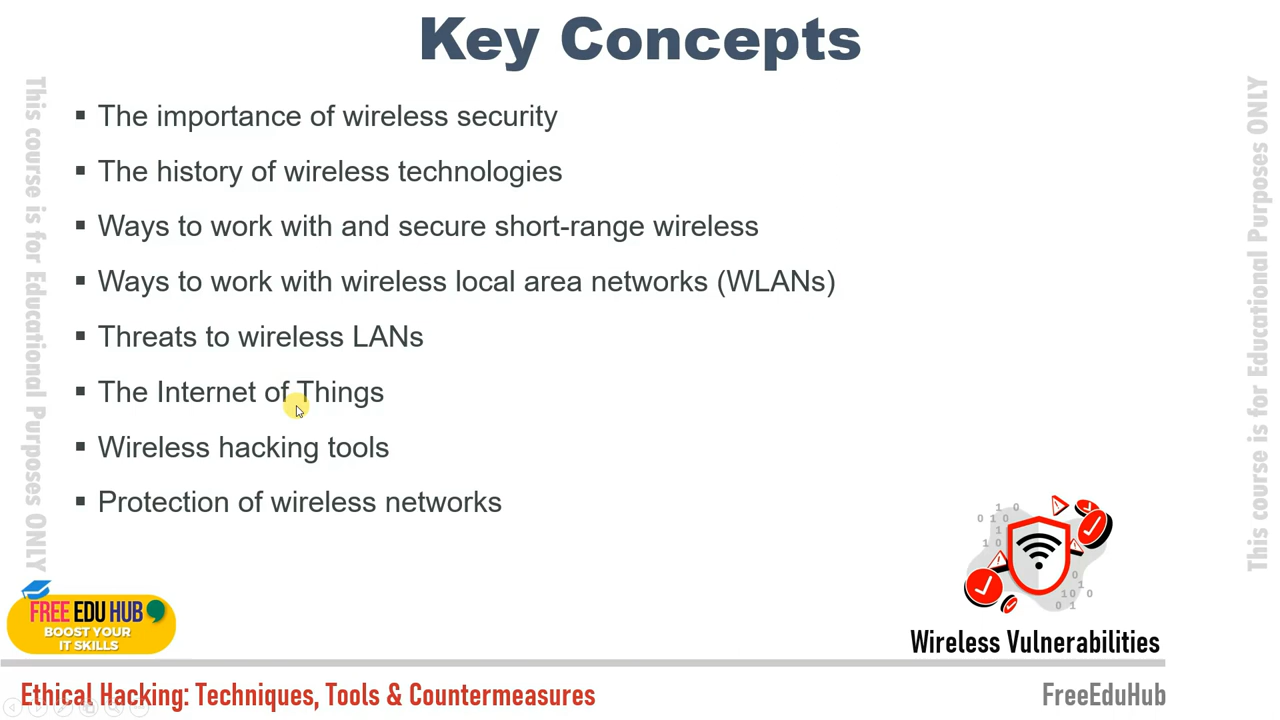 Key Concepts
This course is for Educational Purposes ONLY
▪ The importance of wireless security
▪ The history of wireless technologies
▪ Ways to work with and secure short-range wireless
▪ Ways to work with wireless local area networks (WLANs)
▪ Threats to wireless LANs
▪ The Internet of Things
▪ Wireless hacking tools
▪ Protection of wireless networks
This course is for Educational Purposes ONLY
FREE EDU HUB
BOOST YOUR
IT SKILLS
Wireless Vulnerabilities
Ethical Hacking: Techniques, Tools & Countermeasures
FreeEduHub